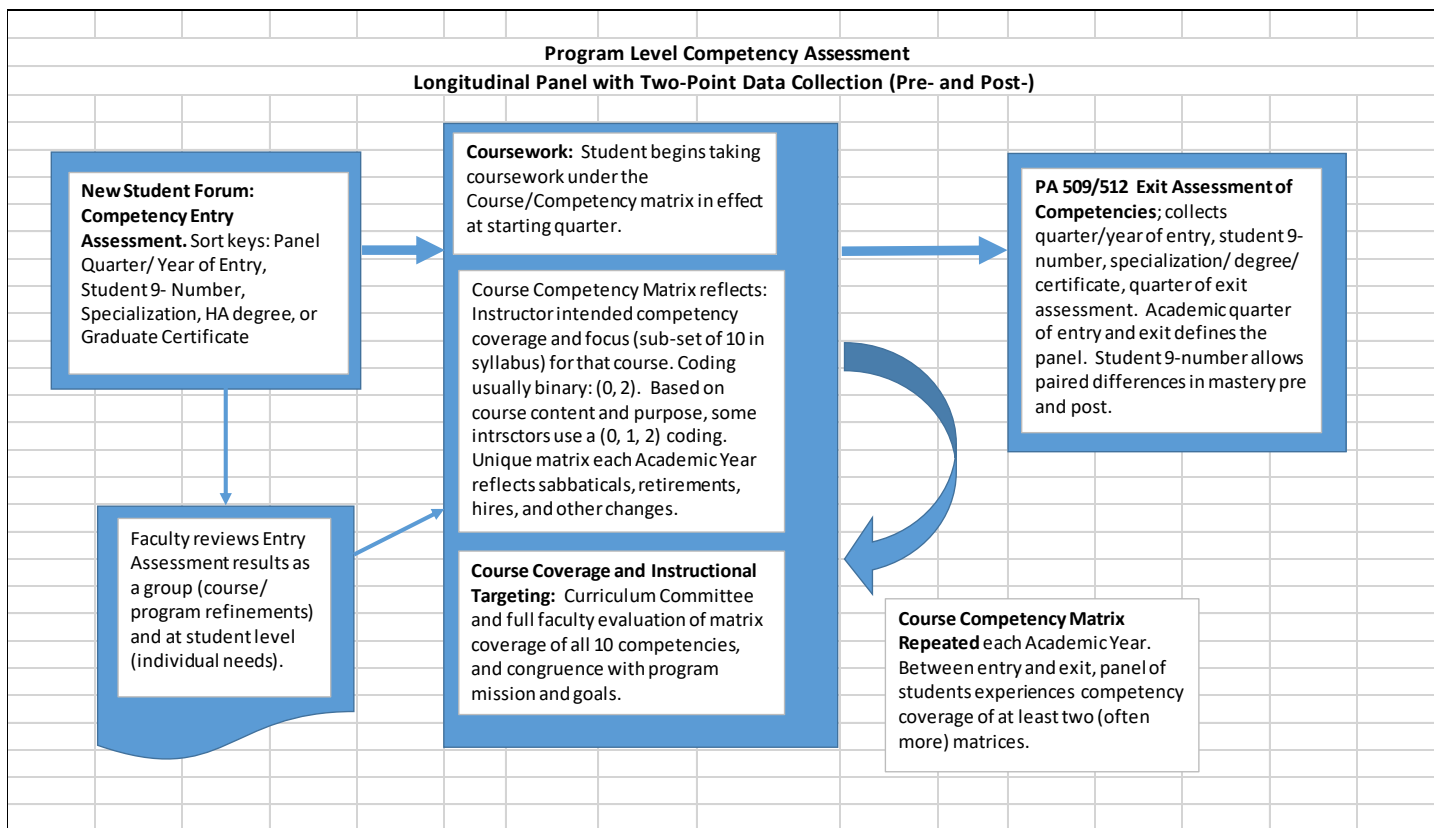 Program Level Competency Assessment
Longitudinal Panel with Two-Point Data Collection (Pre- and Post-)
New Student Forum:
Competency Entry
Assessment. Sort keys: Panel
Quarter/ Year of Entry,
Student 9- Number,
Specialization, HA degree, or
Graduate Certificate
Faculty reviews Entry
Assessment results as
a group (course/
program refinements)
and at student level
(individual needs).
Coursework: Student begins taking
coursework under the
Course/Competency matrix in effect
at starting quarter.
Course Competency Matrix reflects:
Instructor intended competency
coverage and focus (sub-set of 10 in
syllabus) for that course. Coding
usually binary: (0, 2). Based on
course content and purpose, some
intrsctors use a (0, 1, 2) coding.
Unique matrix each Academic Year
reflects sabbaticals, retirements,
hires, and other changes.
Course Coverage and Instructional
Targeting: Curriculum Committee
and full faculty evaluation of matrix
coverage of all 10 competencies,
and congruence with program
mission and goals.
PA 509/512 Exit Assessment of
Competencies; collects
quarter/year of entry, student 9-
number, specialization/ degree/
certificate, quarter of exit
assessment. Academic quarter
of entry and exit defines the
panel. Student 9-number allows
paired differences in mastery pre
and post.
Course Competency Matrix
Repeated each Academic Year.
Between entry and exit, panel of
students experiences competency
coverage of at least two (often
more) matrices.